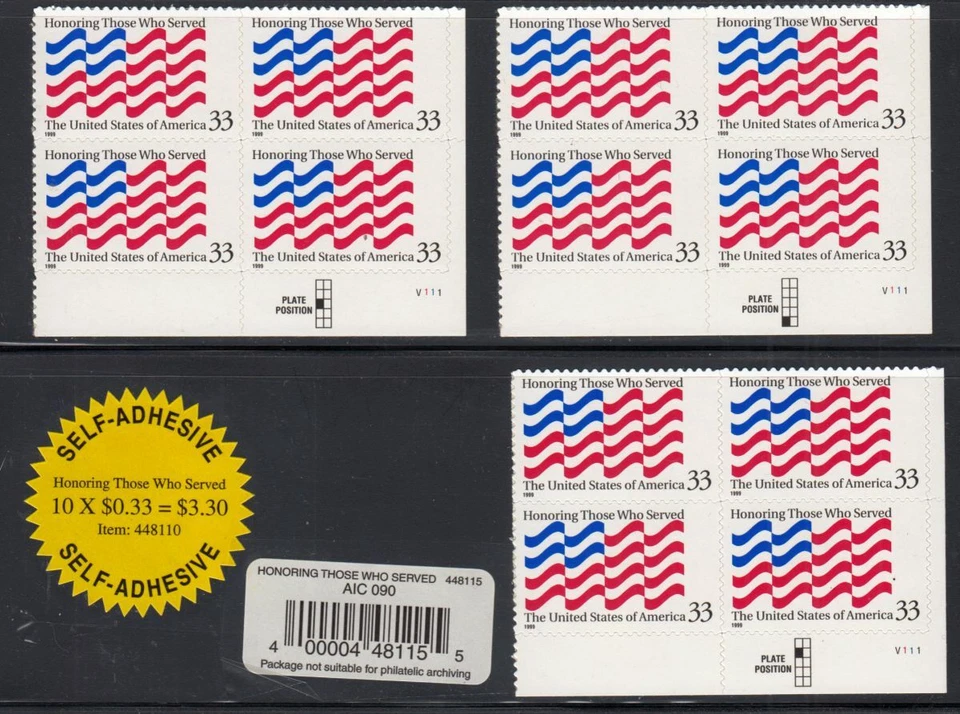 Honoring Those Who Served Honoring Those Who Served
The United States of America 33 The United States of America 33
1999 1999
Honoring Those Who Served Honoring Those Who Served
The United States of America 33 The United States of America 33
1999 1999
PLATE
POSITION
V1111
Honoring Those Who Served Honoring Those Who Served
The United States of America 33 The United States of America 33
1999 1999
Honoring Those Who Served Honoring Those Who Served
The United States of America 33 The United States of America 33
1999 1999
PLATE
POSITION
V111
SELF-ADHESIVE
Honoring Those Who Served
10 X $0.33 = $3.30
Item: 448110
SELF-ADHESIVE
HONORING THOSE WHO SERVED 448115
AIC 090
4 00004 48115 5
Package not suitable for philatelic archiving
Honoring Those Who Served Honoring Those Who Served
The United States of America 33 The United States of America 33
1999 1999
Honoring Those Who Served Honoring Those Who Served
The United States of America 33 The United States of America 33
1999 1999
PLATE
POSITION
V111